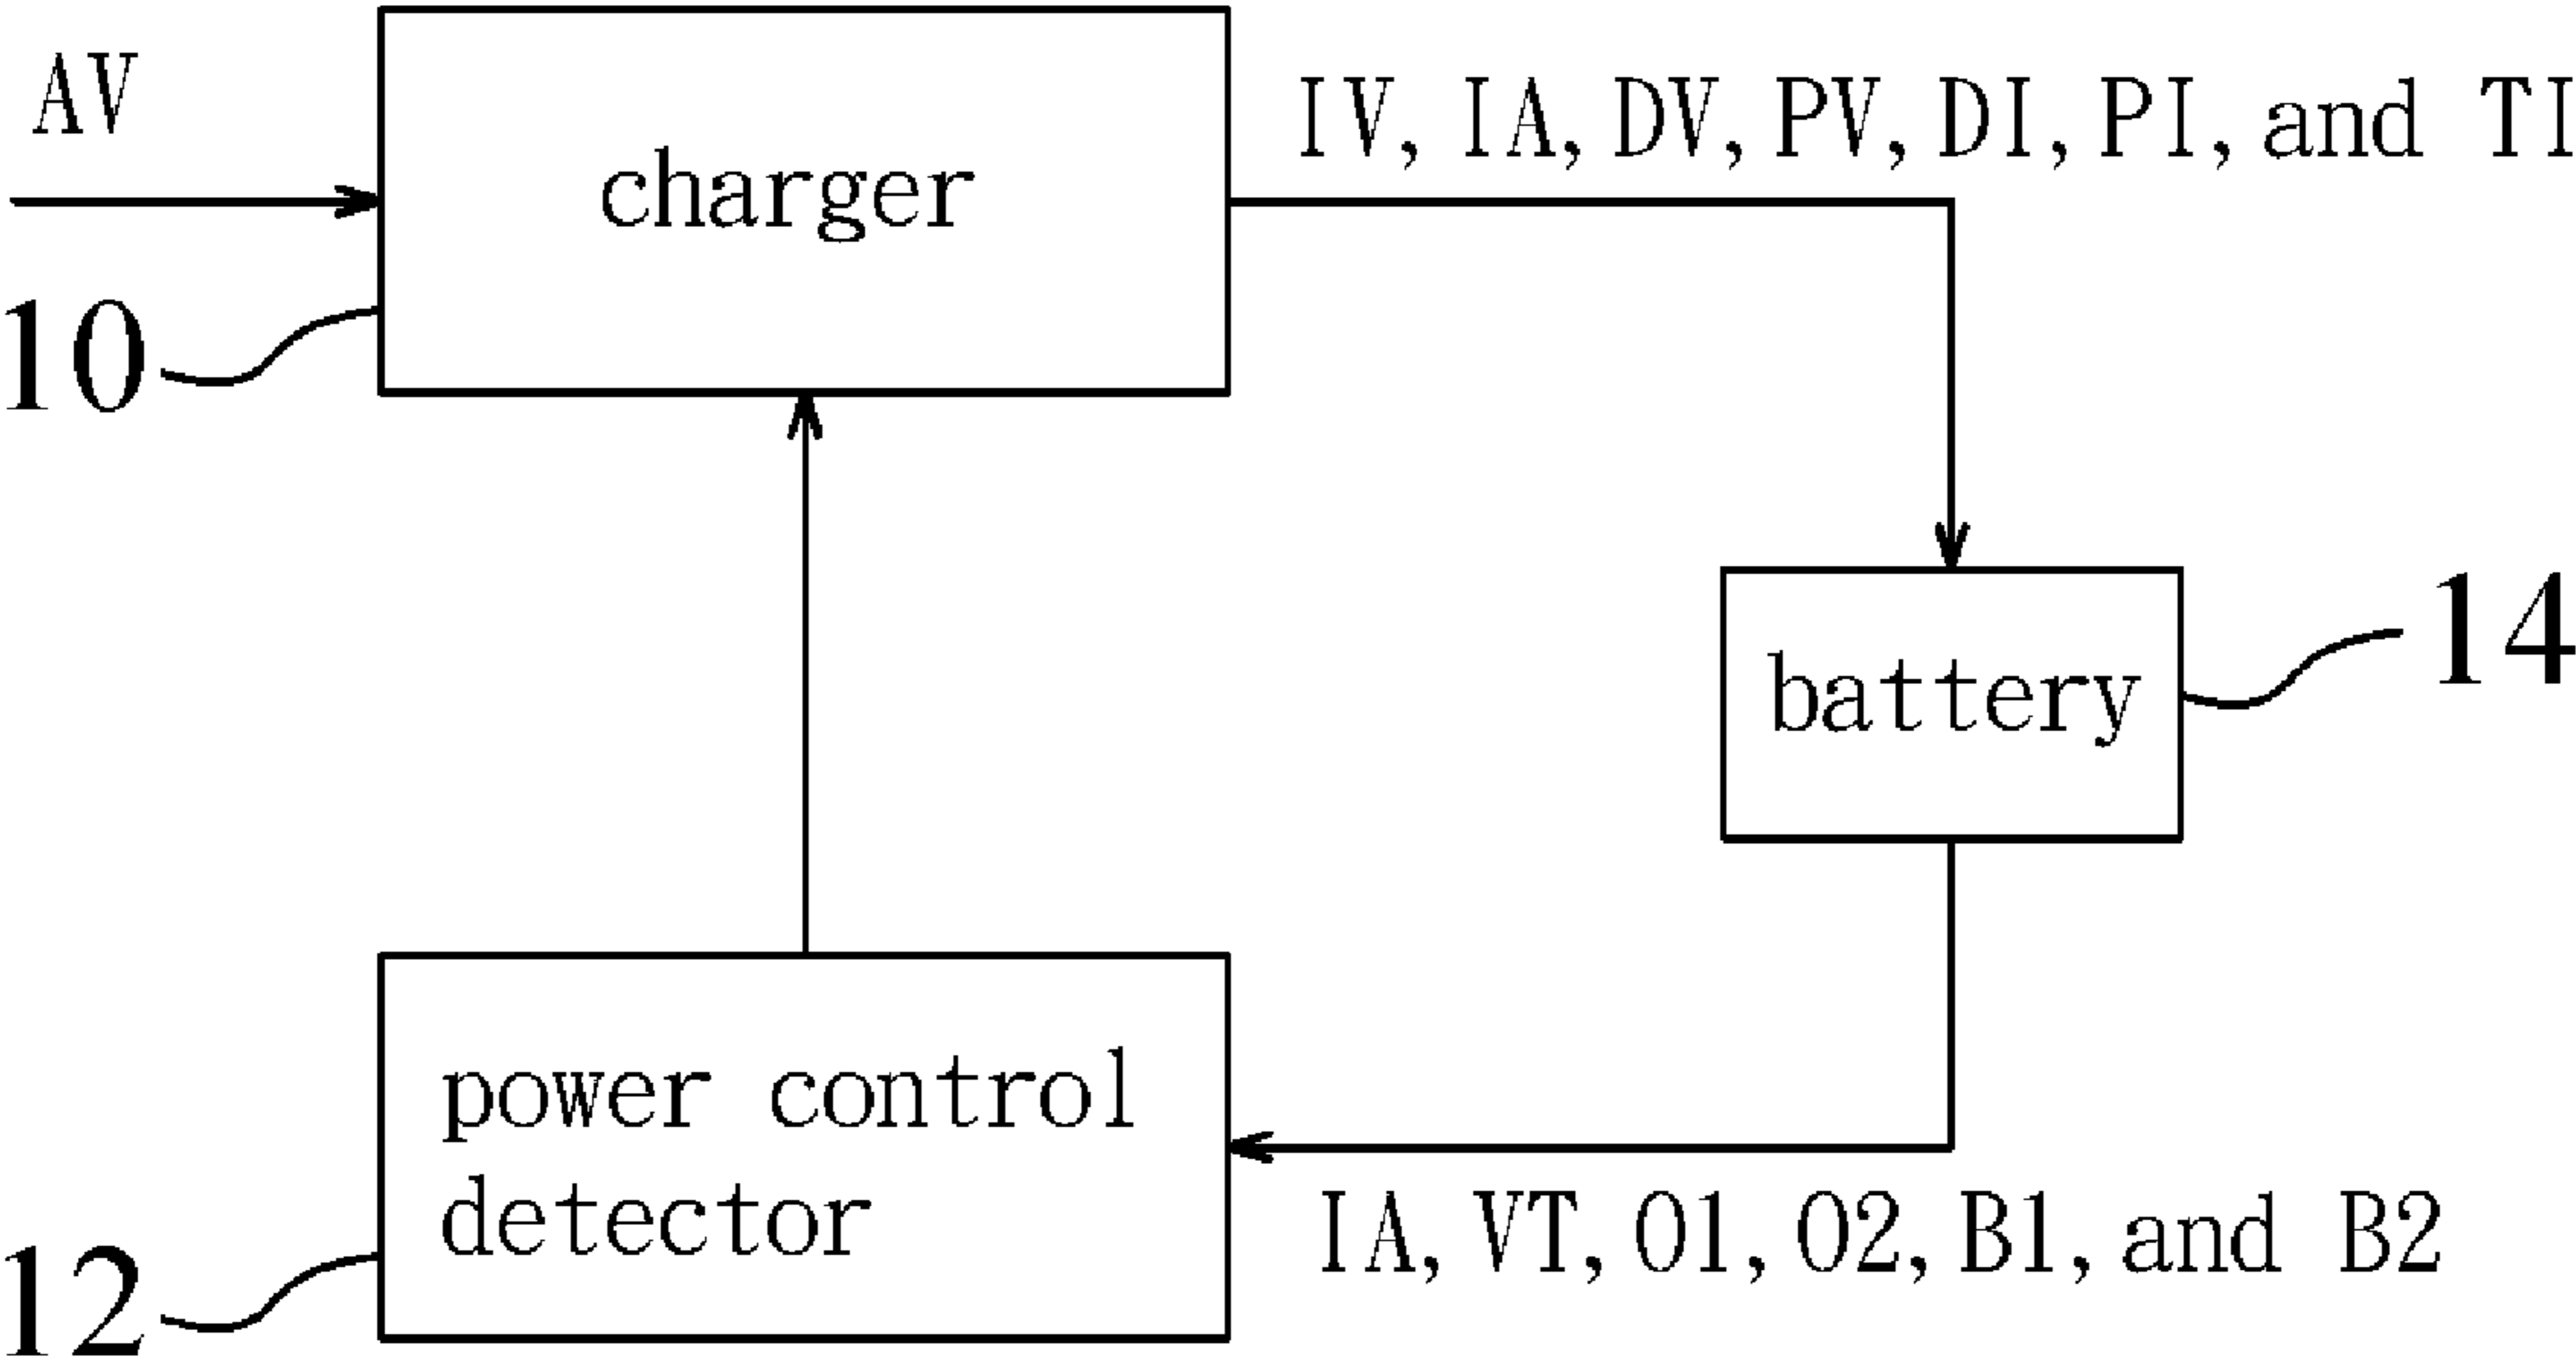 AV
charger
IV, IA, DV, PV, DI, PI, and TI
10
battery
14
power control
detector
12
IA, VT, O1, O2, B1, and B2